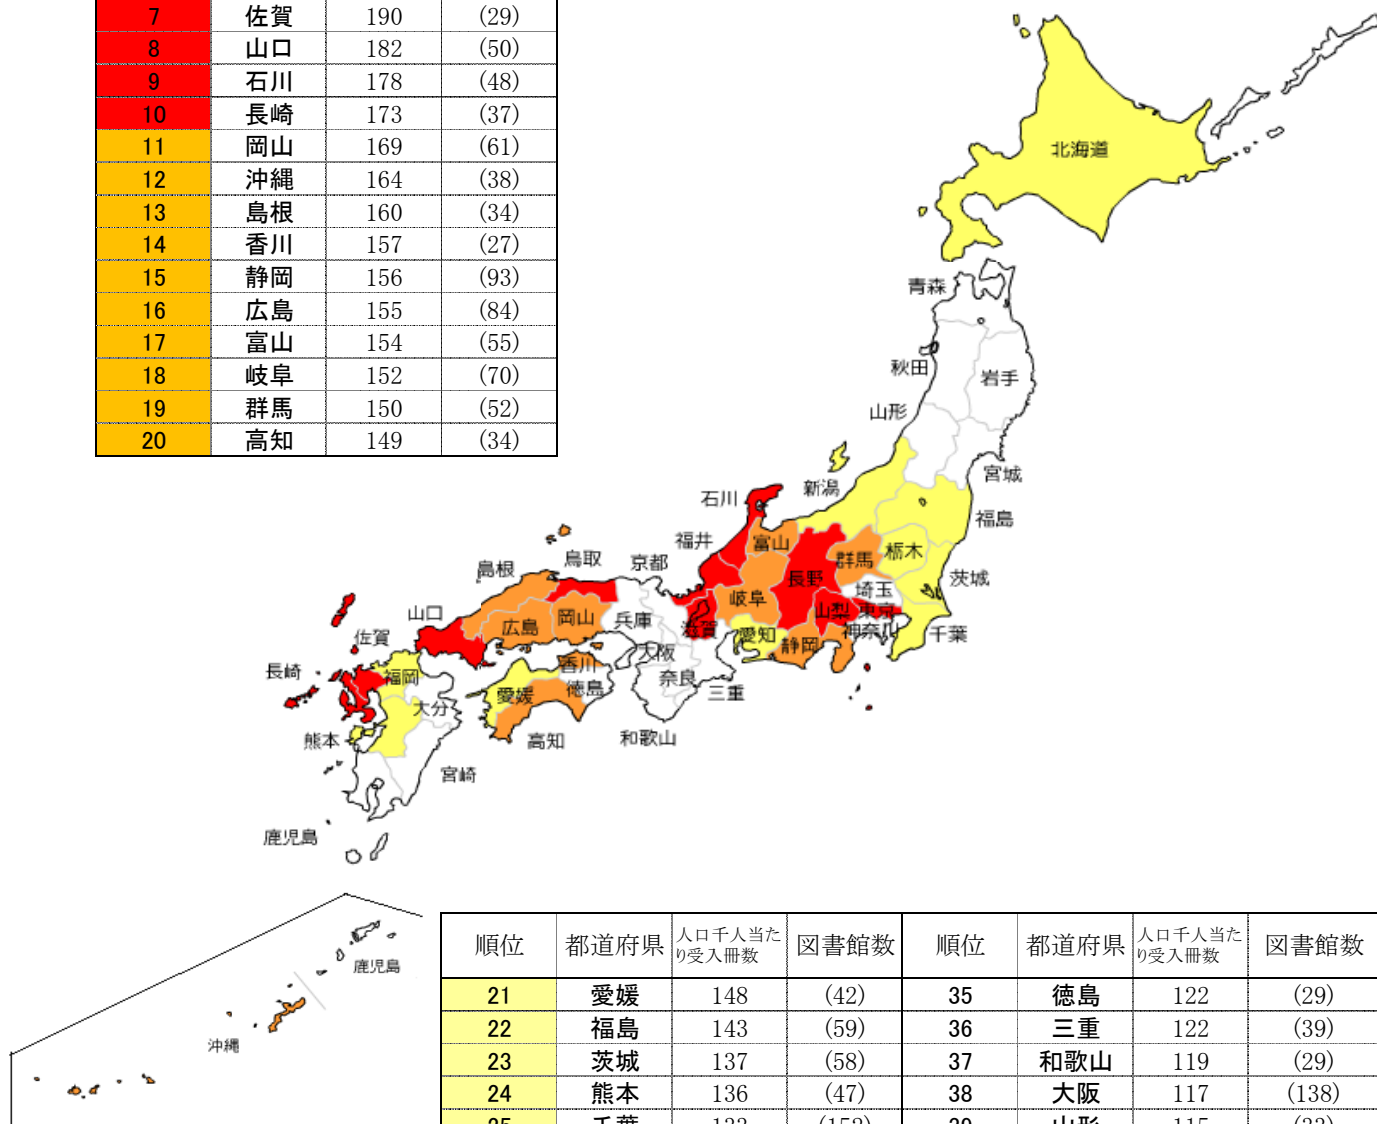 7 佐賀 190 (29)
8 山口 182 (50)
9 石川 178 (48)
10 長崎 173 (37)
11 岡山 169 (61)
12 沖縄 164 (38)
13 島根 160 (34)
14 香川 157 (27)
15 静岡 156 (93)
16 広島 155 (84)
17 富山 154 (55)
18 岐阜 152 (70)
19 群馬 150 (52)
20 高知 149 (34)
北海道
青森
秋田
岩手
山形
宮城
新潟
石川
福島
福井
富山
群馬
栃木
鳥取
京都
島根
長野
茨城
埼玉
岐阜
山梨
東京
山口
岡山
兵庫
広島
滋賀
愛知
神奈川
千葉
佐賀
静岡
大阪
長崎
香川
福岡
奈良
徳島
三重
愛媛
大分
熊本
高知
和歌山
宮崎
鹿児島
鹿児島
沖縄
順位 都道府県 人口千人当たり受入冊数 図書館数 順位 都道府県 人口千人当たり受入冊数 図書館数
21 愛媛 148 (42) 35 徳島 122 (29)
22 福島 143 (59) 36 三重 122 (39)
23 茨城 137 (58) 37 和歌山 119 (29)
24 熊本 136 (47) 38 大阪 117 (138)